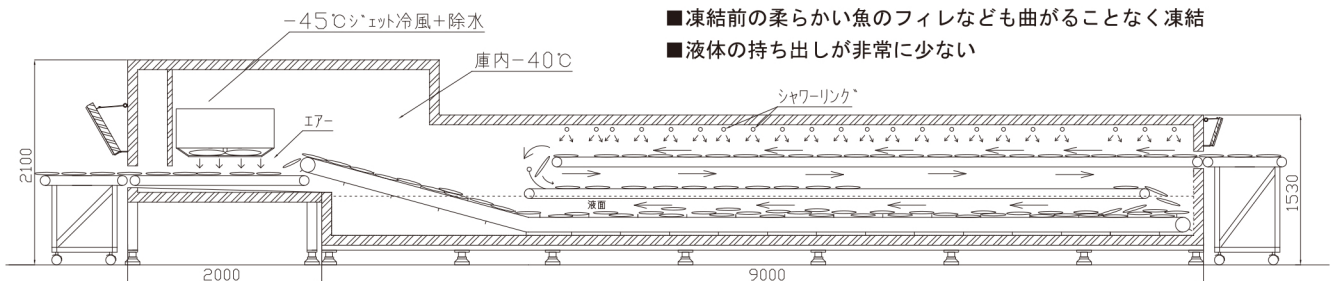 ■凍結前の柔らかい魚のフィレなども曲がることなく凍結
■液体の持ち出しが非常に少ない
-45℃ジェット冷風+除水
庫内-40℃
シャワーリング
エアー
液面
2100
1530
2000
9000